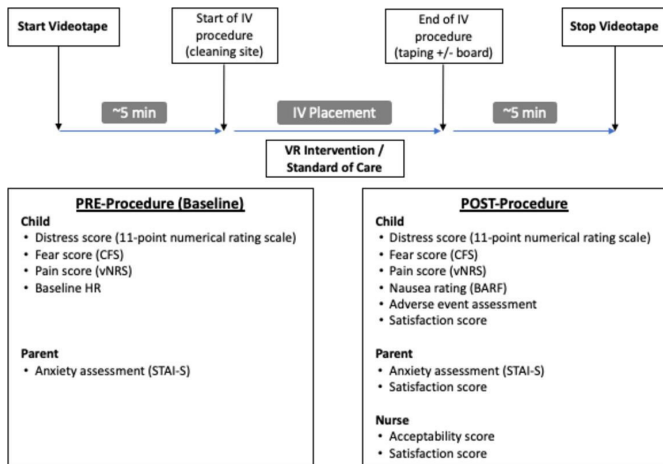 Start Videotape
Start of IV
procedure
(cleaning site)
End of IV
procedure
(taping +/- board)
Stop Videotape
~5 min
IV Placement
~5 min
VR Intervention /
Standard of Care
PRE-Procedure (Baseline)
Child
• Distress score (11-point numerical rating scale)
• Fear score (CFS)
• Pain score (vNRS)
• Baseline HR
Parent
• Anxiety assessment (STAI-S)
POST-Procedure
Child
• Distress score (11-point numerical rating scale)
• Fear score (CFS)
• Pain score (vNRS)
• Nausea rating (BARF)
• Adverse event assessment
• Satisfaction score
Parent
• Anxiety assessment (STAI-S)
• Satisfaction score
Nurse
• Acceptability score
• Satisfaction score